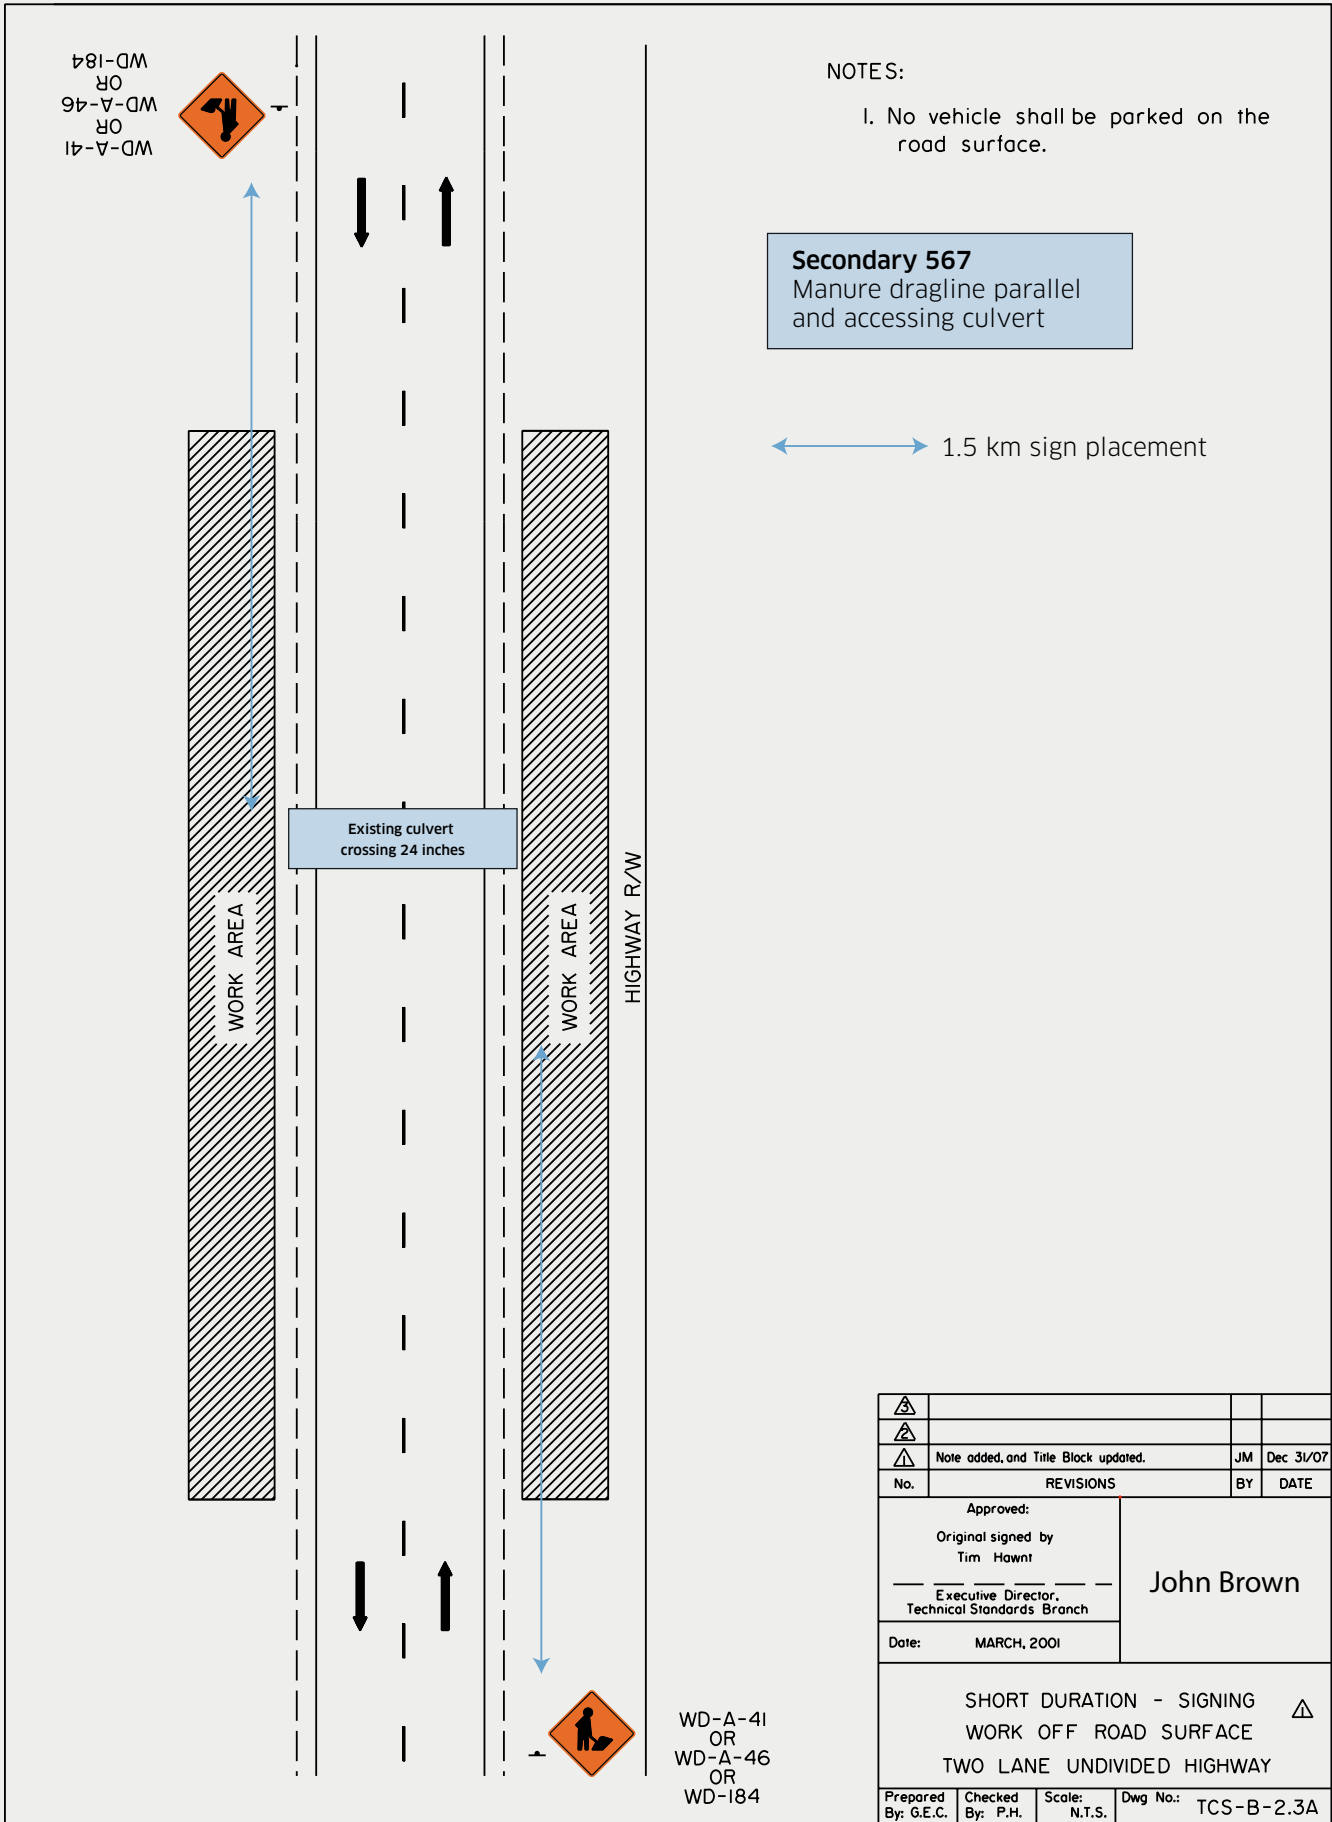 WD-184
OR
WD-A-46
OR
WD-A-41
NOTES:
1. No vehicle shall be parked on the
road surface.
Secondary 567
Manure dragline parallel
and accessing culvert
1.5 km sign placement
Existing culvert
crossing 24 inches
WORK AREA
WORK AREA
HIGHWAY R/W
WD-A-41
OR
WD-A-46
OR
WD-184
3
2
1 Note added, and Title Block updated. JM Dec 31/07
No. REVISIONS BY DATE
Approved:
Original signed by
Tim Hawnt
Executive Director,
Technical Standards Branch
John Brown
Date: MARCH, 2001
SHORT DURATION - SIGNING 1
WORK OFF ROAD SURFACE
TWO LANE UNDIVIDED HIGHWAY
Prepared Checked Scale: Dwg No.: TCS-B-2.3A
By: G.E.C. By: P.H. N.T.S.